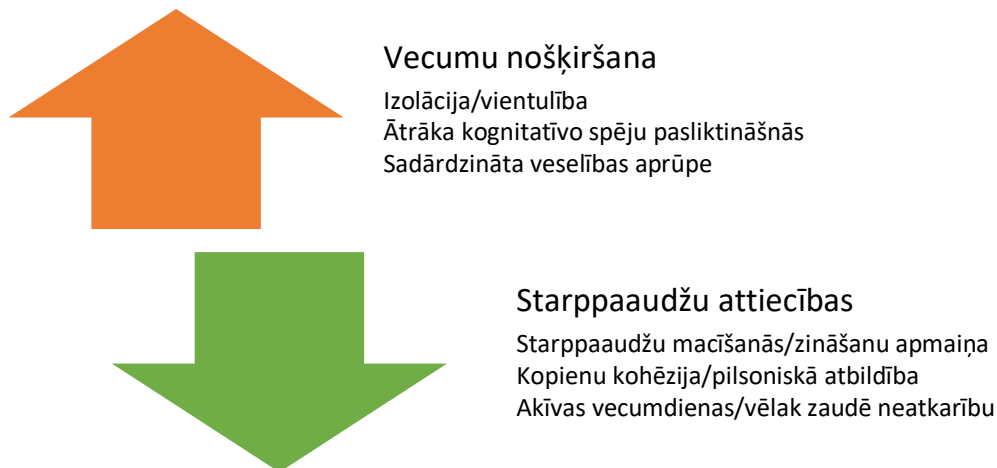 Vecumu nošķiršana
Izolācija/vientulība
Ātrāka kognitatīvo spēju pasliktināšnās
Sadārdzināta veselības aprūpe
Starppaaudžu attiecības
Starppaaudžu macīšanās/zināšanu apmaiņa
Kopienu kohēzija/pilsoniskā atbildība
Akīvas vecumdienas/vēlak zaudē neatkarību